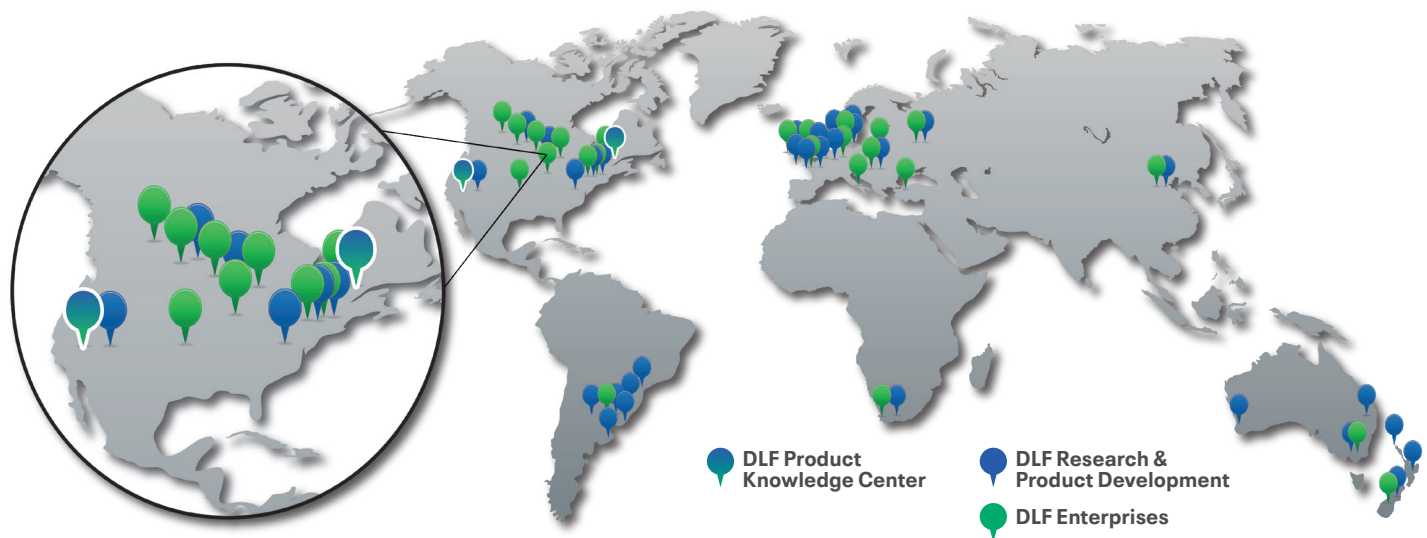 DLF Product
Knowledge Center
DLF Research &
Product Development
DLF Enterprises